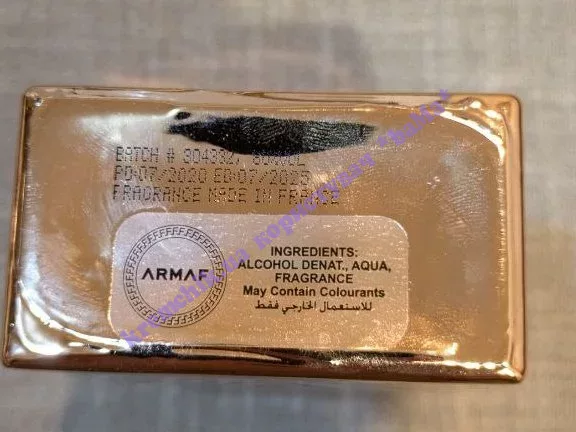 BATCH # 304332,
PD:07/2020 ED:07/2025
FRAGRANCE MADE IN FRANCE
ARMAF
INGREDIENTS:
ALCOHOL DENAT., AQUA,
FRAGRANCE
May Contain Colourants
للاستعمال الخارجي فقط